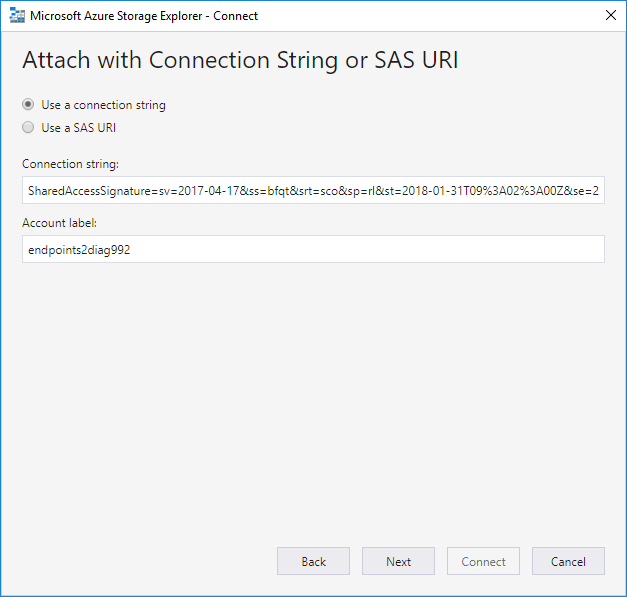 Microsoft Azure Storage Explorer - Connect
Attach with Connection String or SAS URI
Use a connection string
Use a SAS URI
Connection string:
SharedAccessSignature=sv=2017-04-17&ss=bfqt&srt=sco&sp=rl&st=2018-01-31T09%3A02%3A00Z&se=2
Account label:
endpoints2diag992
Back Next Connect Cancel